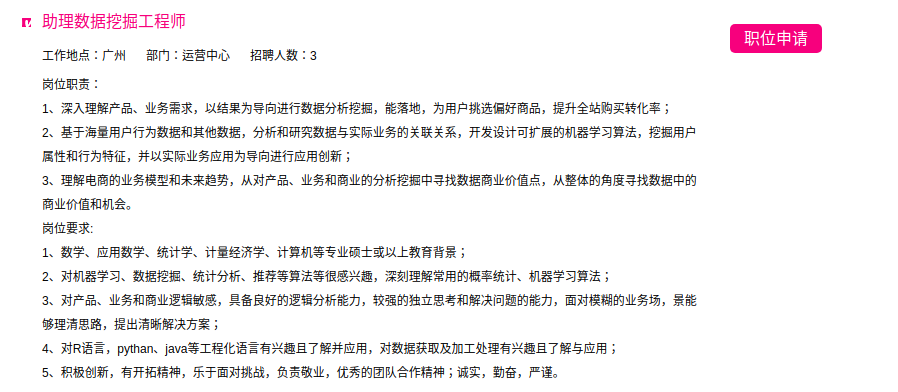 助理数据挖掘工程师
职位申请
工作地点：广州 部门：运营中心 招聘人数：3
岗位职责：
1、深入理解产品、业务需求，以结果为导向进行数据分析挖掘，能落地，为用户挑选偏好商品，提升全站购买转化率；
2、基于海量用户行为数据和其他数据，分析和研究数据与实际业务的关联关系，开发设计可扩展的机器学习算法，挖掘用户
属性和行为特征，并以实际业务应用为导向进行应用创新；
3、理解电商的业务模型和未来趋势，从对产品、业务和商业的分析挖掘中寻找数据商业价值点，从整体的角度寻找数据中的
商业价值和机会。
岗位要求:
1、数学、应用数学、统计学、计量经济学、计算机等专业硕士或以上教育背景；
2、对机器学习、数据挖掘、统计分析、推荐等算法等很感兴趣，深刻理解常用的概率统计、机器学习算法；
3、对产品、业务和商业逻辑敏感，具备良好的逻辑分析能力，较强的独立思考和解决问题的能力，面对模糊的业务场，景能
够理清思路，提出清晰解决方案；
4、对R语言，pythan、java等工程化语言有兴趣且了解并应用，对数据获取及加工处理有兴趣且了解与应用；
5、积极创新，有开拓精神，乐于面对挑战，负责敬业，优秀的团队合作精神；诚实，勤奋，严谨。